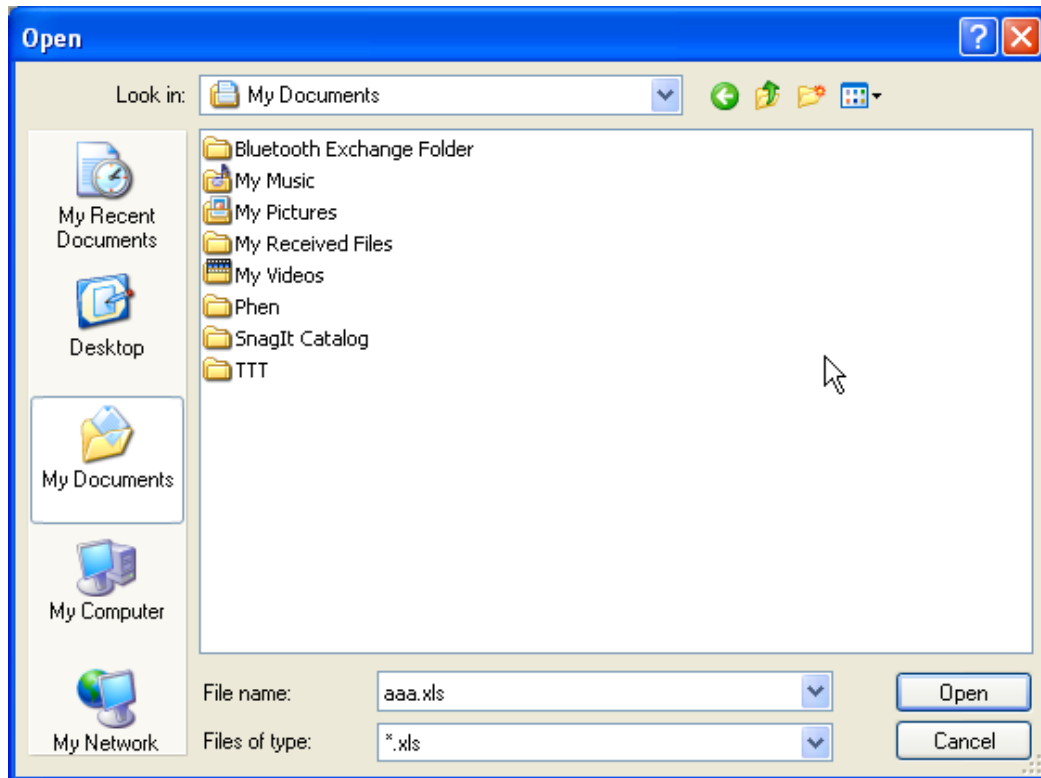 Open
Look in:
My Documents
Bluetooth Exchange Folder
My Music
My Pictures
My Received Files
My Videos
Phen
SnagIt Catalog
TTT
My Recent
Documents
Desktop
My Documents
My Computer
My Network
File name:
aaa.xls
Open
Files of type:
*.xls
Cancel